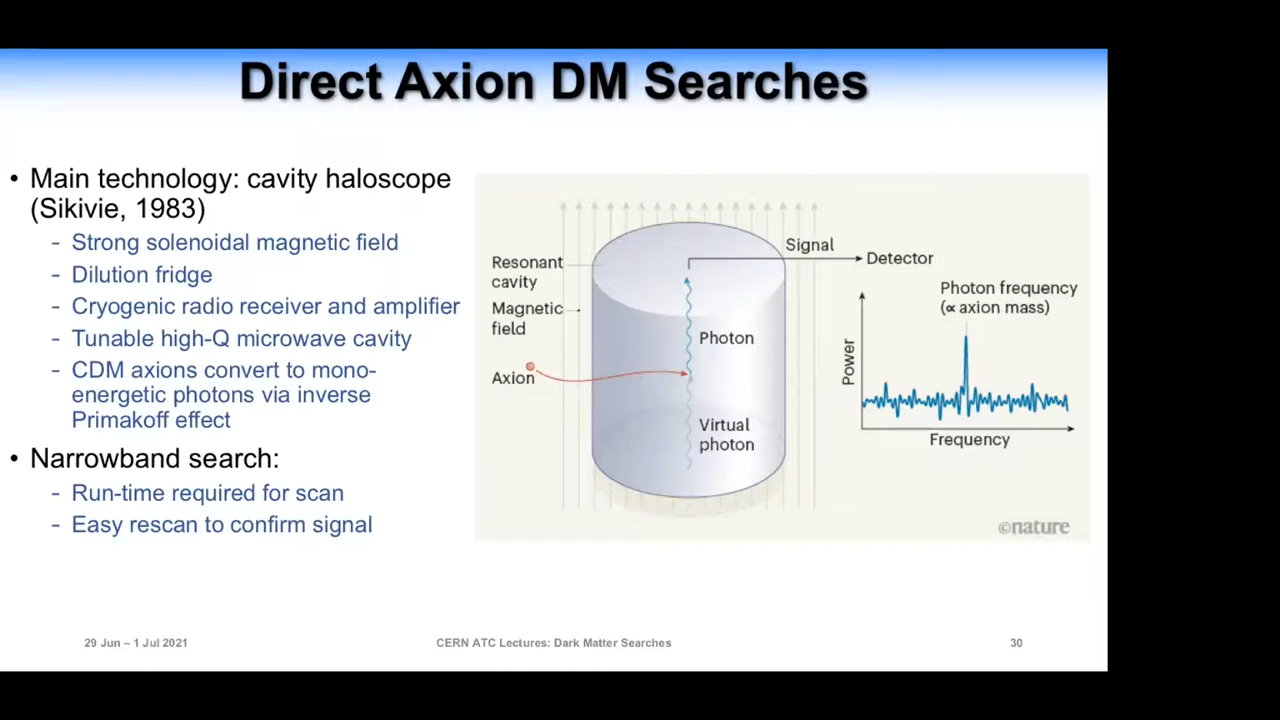 Direct Axion DM Searches
• Main technology: cavity haloscope
(Sikivie, 1983)
- Strong solenoidal magnetic field
- Dilution fridge
- Cryogenic radio receiver and amplifier
- Tunable high-Q microwave cavity
- CDM axions convert to mono-
energetic photons via inverse
Primakoff effect
• Narrowband search:
- Run-time required for scan
- Easy rescan to confirm signal
Resonant
cavity
Magnetic
field
Axion
Signal
Detector
Photon
Virtual
photon
Photon frequency
(∝ axion mass)
Power
Frequency
©nature
29 Jun – 1 Jul 2021
CERN ATC Lectures: Dark Matter Searches
30